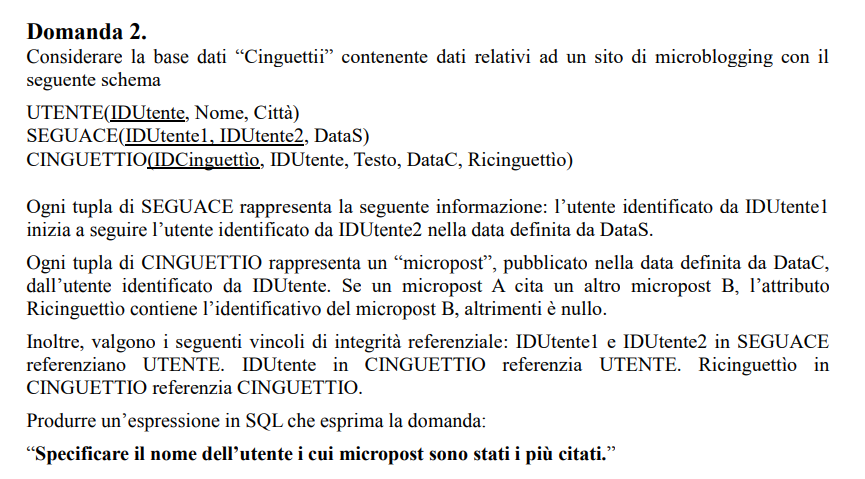 Domanda 2.
Considerare la base dati “Cinguettii” contenente dati relativi ad un sito di microblogging con il
seguente schema
UTENTE(IDUtente, Nome, Città)
SEGUACE(IDUtente1, IDUtente2, DataS)
CINGUETTIO(IDCinguettìo, IDUtente, Testo, DataC, Ricinguettìo)
Ogni tupla di SEGUACE rappresenta la seguente informazione: l’utente identificato da IDUtente1
inizia a seguire l’utente identificato da IDUtente2 nella data definita da DataS.
Ogni tupla di CINGUETTIO rappresenta un “micropost”, pubblicato nella data definita da DataC,
dall’utente identificato da IDUtente. Se un micropost A cita un altro micropost B, l’attributo
Ricinguettìo contiene l’identificativo del micropost B, altrimenti è nullo.
Inoltre, valgono i seguenti vincoli di integrità referenziale: IDUtente1 e IDUtente2 in SEGUACE
referenziano UTENTE. IDUtente in CINGUETTIO referenzia UTENTE. Ricinguettìo in
CINGUETTIO referenzia CINGUETTIO.
Produrre un’espressione in SQL che esprima la domanda:
“Specificare il nome dell’utente i cui micropost sono stati i più citati.”